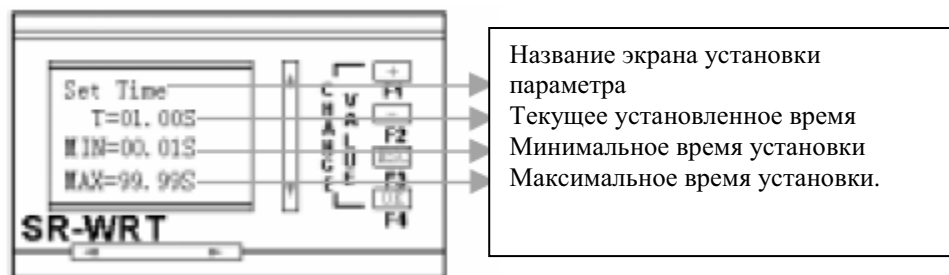 Set Time
T=01.00S
MIN=00.01S
MAX=99.99S
CHANGE
VALUE
+
F1
-
F2
F3
OK
F4
SR-WRT
Название экрана установки
параметра
Текущее установленное время
Минимальное время установки
Максимальное время установки.